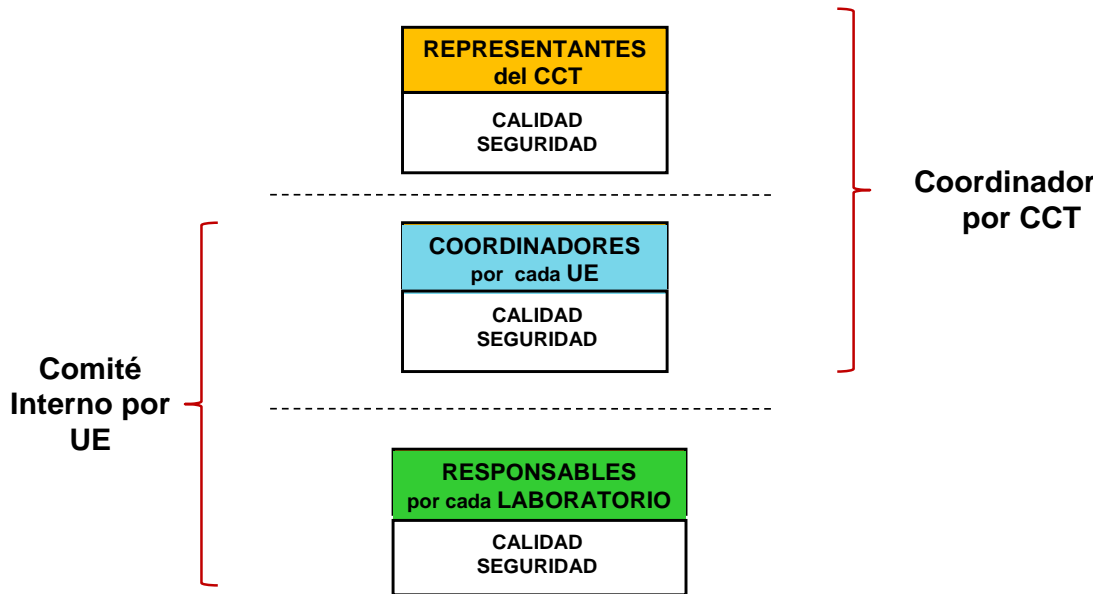 REPRESENTANTES
del CCT
CALIDAD
SEGURIDAD
Coordinador
por CCT
COORDINADORES
por cada UE
CALIDAD
SEGURIDAD
Comité
Interno por
UE
RESPONSABLES
por cada LABORATORIO
CALIDAD
SEGURIDAD